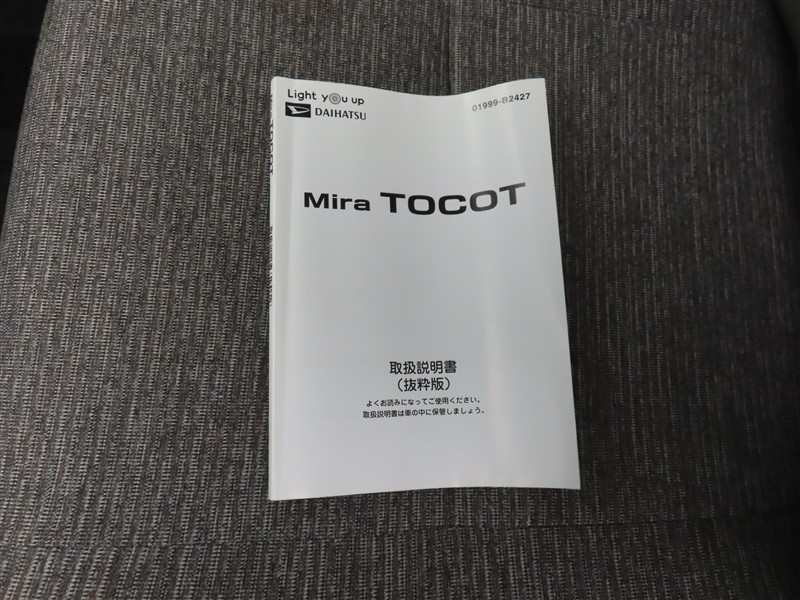 Light you up
DAIHATSU
01999-B2427
Mira TOCOT
取扱説明書
(抜粋版)
よくお読みになってご使用ください。
取扱説明書は車の中に保管しましょう。
TOCOT